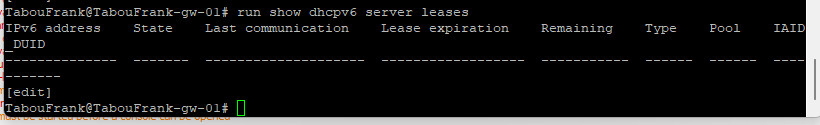 TabouFrank@TabouFrank-gw-01# run show dhcpv6 server leases
IPv6 address    State    Last communication    Lease expiration    Remaining    Type    Pool    IAID
_DUID
--------------  -------  --------------------  ------------------  -----------  ------  ------  ----
-------
[edit]
TabouFrank@TabouFrank-gw-01#
must be started before a console can be opened